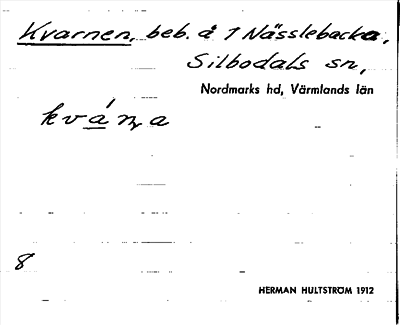 Kvarnen, beb. å 1 Nässlebacka,
Silbodals sn,
Nordmarks hd, Värmlands län
kvána
8
HERMAN HULTSTRÖM 1912